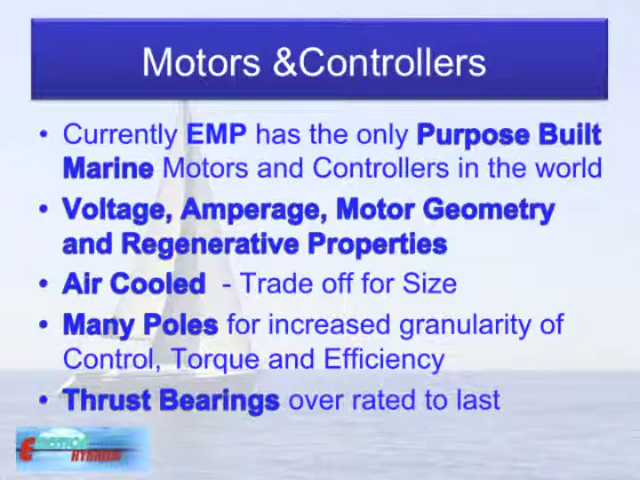 Motors &Controllers
• Currently EMP has the only Purpose Built
Marine Motors and Controllers in the world
• Voltage, Amperage, Motor Geometry
and Regenerative Properties
• Air Cooled - Trade off for Size
• Many Poles for increased granularity of
Control, Torque and Efficiency
• Thrust Bearings over rated to last
HYBRID